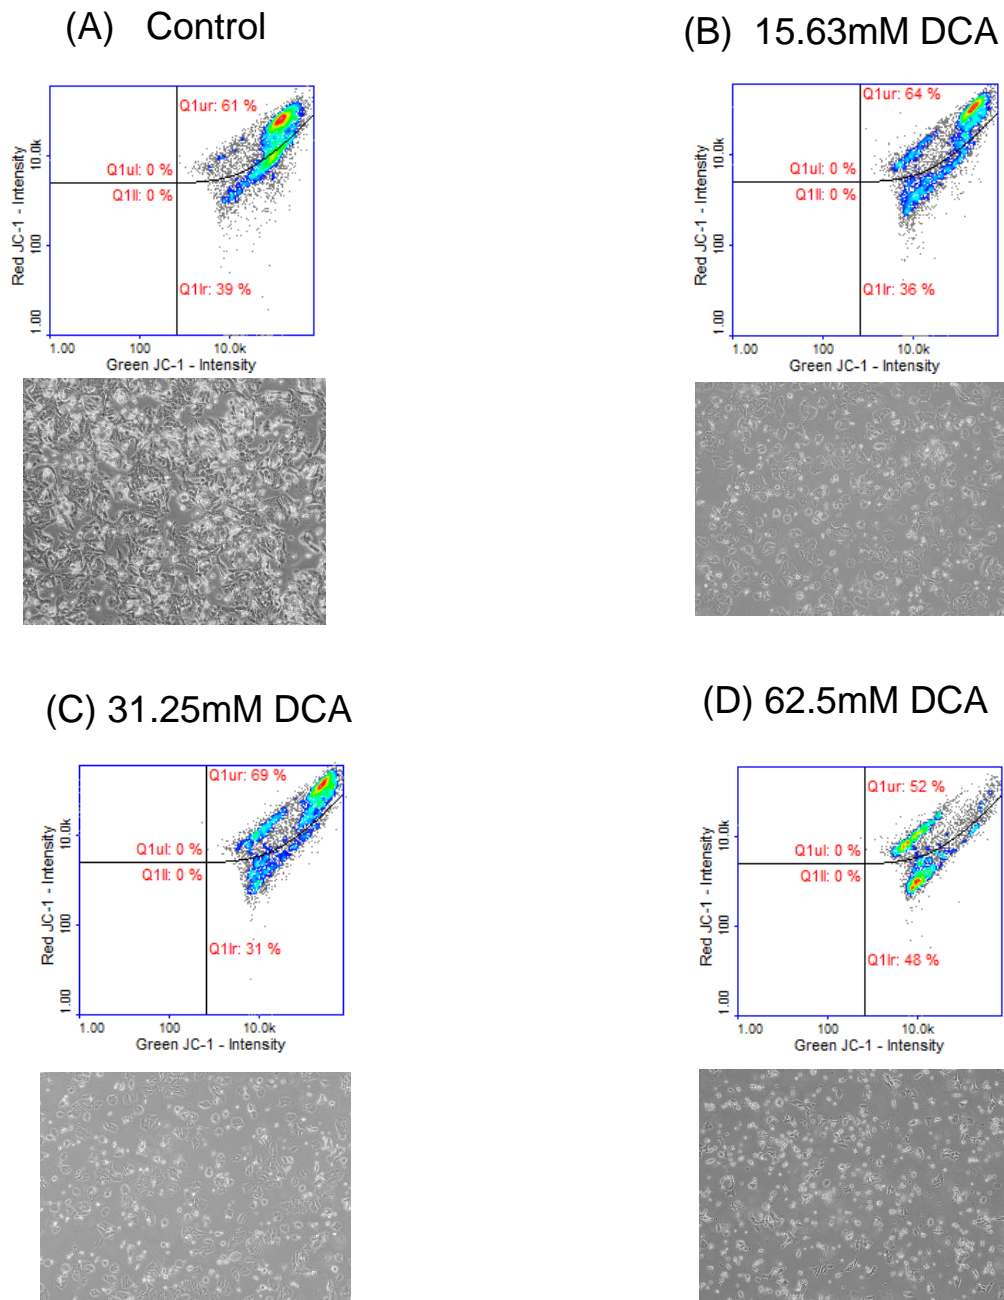 (A) Control
Q1ur: 61 %
Q1ul: 0 %
Q1ll: 0 %
Q1lr: 39 %
Red JC-1 - Intensity
10.0k
100
1.00
1.00 100 10.0k
Green JC-1 - Intensity
(B) 15.63mM DCA
Q1ur: 64 %
Q1ul: 0 %
Q1ll: 0 %
Q1lr: 36 %
Red JC-1 - Intensity
10.0k
100
1.00
1.00 100 10.0k
Green JC-1 - Intensity
(C) 31.25mM DCA
Q1ur: 69 %
Q1ul: 0 %
Q1ll: 0 %
Q1lr: 31 %
Red JC-1 - Intensity
10.0k
100
1.00
1.00 100 10.0k
Green JC-1 - Intensity
(D) 62.5mM DCA
Q1ur: 52 %
Q1ul: 0 %
Q1ll: 0 %
Q1lr: 48 %
Red JC-1 - Intensity
10.0k
100
1.00
1.00 100 10.0k
Green JC-1 - Intensity